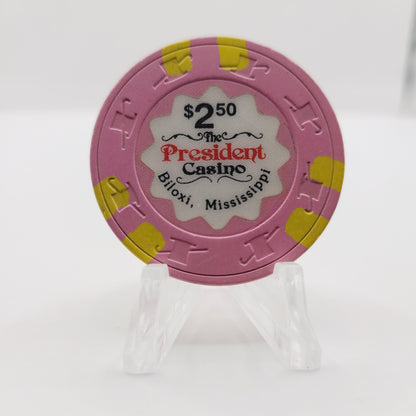 $2.50
The
President
Casino
Biloxi, Mississippi